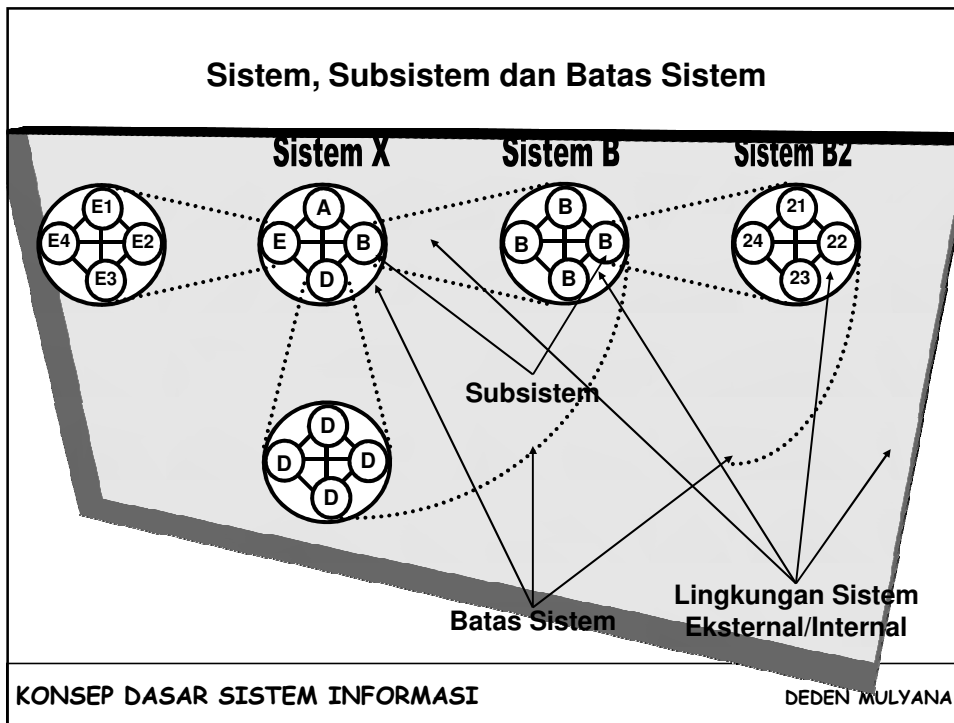 Sistem, Subsistem dan Batas Sistem
Sistem X
Sistem B
Sistem B2
E1
E4
E2
E3
A
E
B
D
B
B
B
B
21
24
22
23
Subsistem
D
D
D
D
Batas Sistem
Lingkungan Sistem
Eksternal/Internal
KONSEP DASAR SISTEM INFORMASI
DEDEN MULYANA